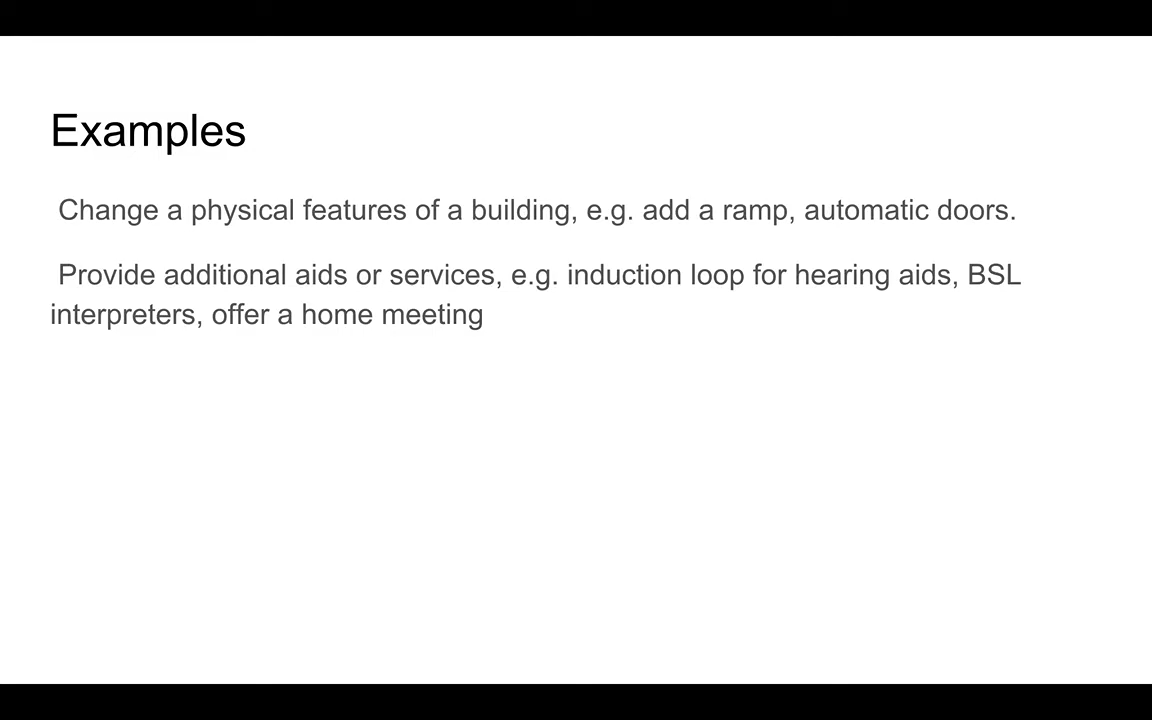 Examples
Change a physical features of a building, e.g. add a ramp, automatic doors.
Provide additional aids or services, e.g. induction loop for hearing aids, BSL
interpreters, offer a home meeting